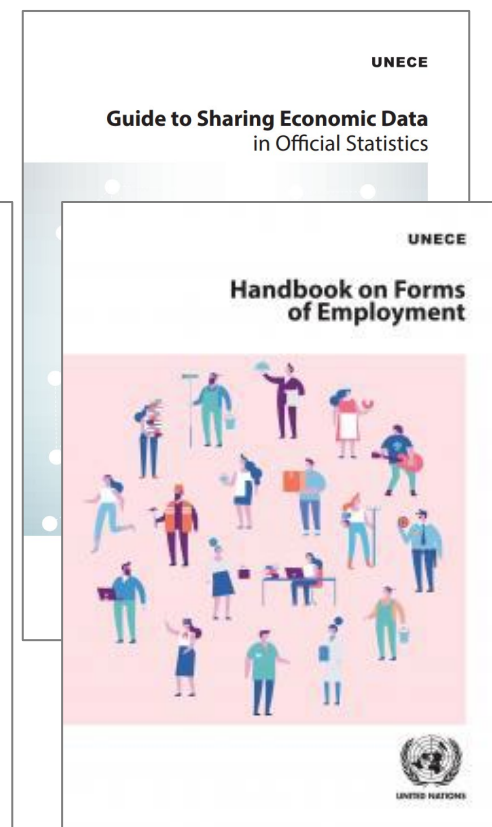 UNECE
Guide to Sharing Economic Data
in Official Statistics
UNECE
Handbook on Forms
of Employment
UNITED NATIONS